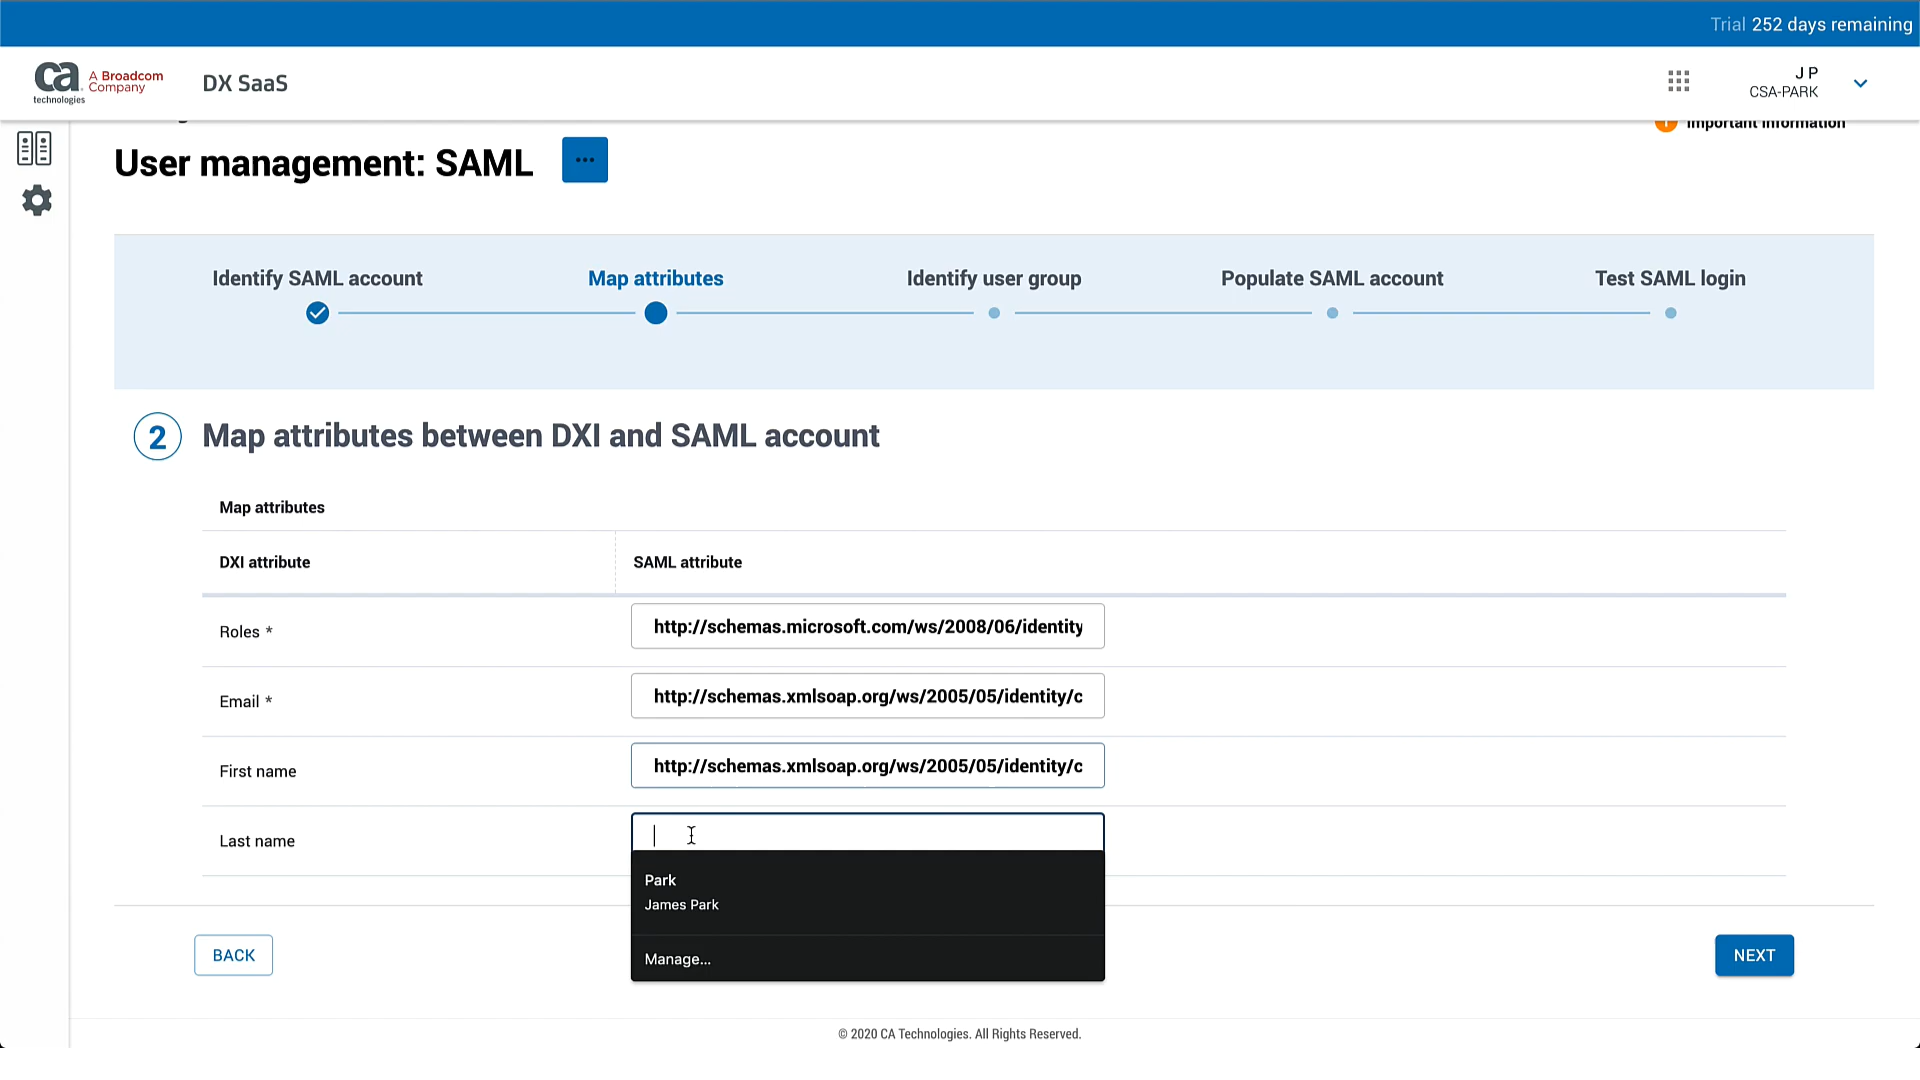 Trial 252 days remaining
ca technologies A Broadcom Company
DX SaaS
J P
CSA-PARK
Important information
User management: SAML
Identify SAML account
Map attributes
Identify user group
Populate SAML account
Test SAML login
2
Map attributes between DXI and SAML account
Map attributes
DXI attribute
SAML attribute
Roles *
http://schemas.microsoft.com/ws/2008/06/identity
Email *
http://schemas.xmlsoap.org/ws/2005/05/identity/c
First name
http://schemas.xmlsoap.org/ws/2005/05/identity/c
Last name
Park
James Park
Manage...
BACK
NEXT
© 2020 CA Technologies. All Rights Reserved.